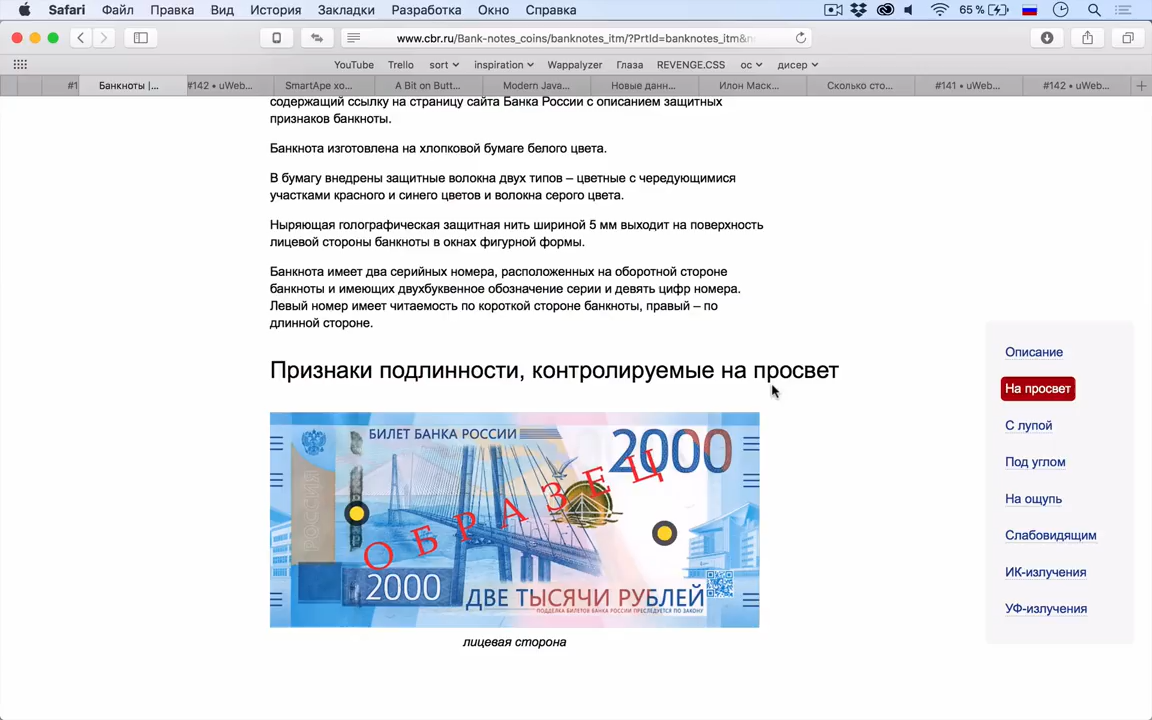 Safari Файл Правка Вид История Закладки Разработка Окно Справка 65 %
www.cbr.ru/Bank-notes_coins/banknotes_itm/?PrtId=banknotes_itm&n
YouTube Trello sort inspiration Wappalyzer Глаза REVENGE.CSS ос дисер
#1 Банкноты |... #142 • uWeb... SmartApe хо... A Bit on Butt... Modern Java... Новые данн... Илон Маск... Сколько сто... #141 • uWeb... #142 • uWeb...
содержащий ссылку на страницу сайта Банка России с описанием защитных
признаков банкноты.
Банкнота изготовлена на хлопковой бумаге белого цвета.
В бумагу внедрены защитные волокна двух типов – цветные с чередующимися
участками красного и синего цветов и волокна серого цвета.
Ныряющая голографическая защитная нить шириной 5 мм выходит на поверхность
лицевой стороны банкноты в окнах фигурной формы.
Банкнота имеет два серийных номера, расположенных на оборотной стороне
банкноты и имеющих двухбуквенное обозначение серии и девять цифр номера.
Левый номер имеет читаемость по короткой стороне банкноты, правый – по
длинной стороне.
Признаки подлинности, контролируемые на просвет
БИЛЕТ БАНКА РОССИИ
2000
РОССИЯ
ОБРАЗЕЦ
2000
ДВЕ ТЫСЯЧИ РУБЛЕЙ
ПОДДЕЛКА БИЛЕТОВ БАНКА РОССИИ ПРЕСЛЕДУЕТСЯ ПО ЗАКОНУ
лицевая сторона
Описание
На просвет
С лупой
Под углом
На ощупь
Слабовидящим
ИК-излучения
УФ-излучения